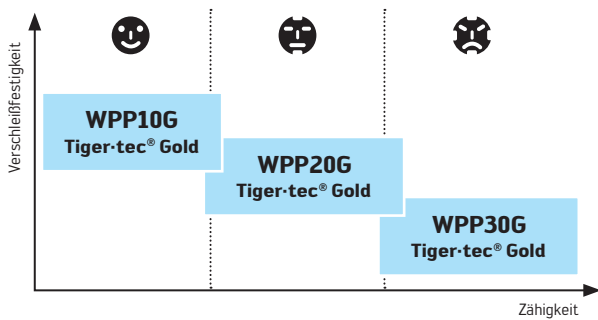 Verschleißfestigkeit
WPP10G
Tiger·tec® Gold
WPP20G
Tiger·tec® Gold
WPP30G
Tiger·tec® Gold
Zähigkeit